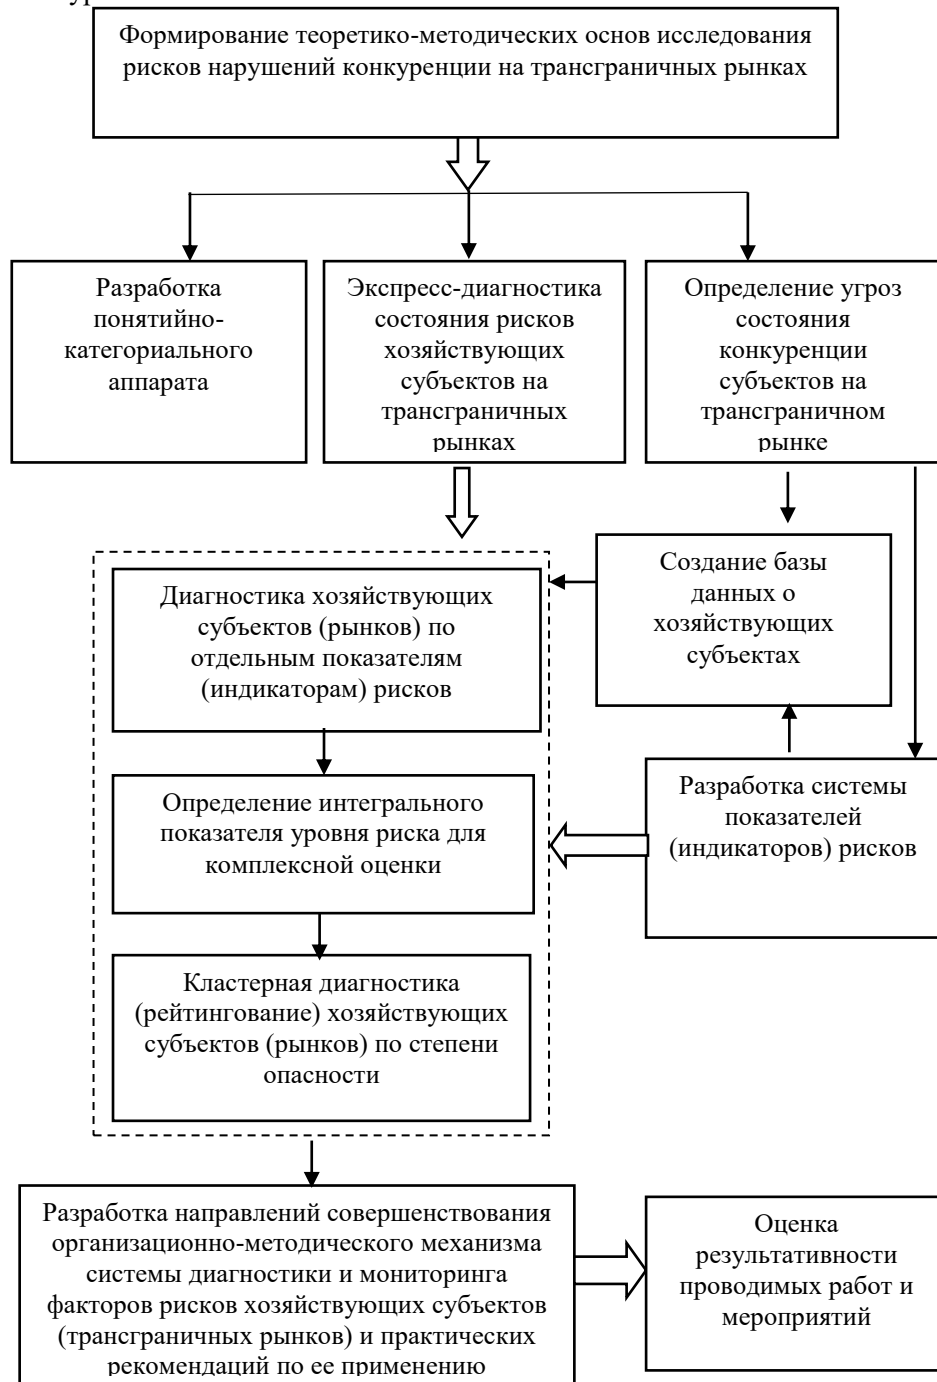 Формирование теоретико-методических основ исследования
рисков нарушений конкуренции на трансграничных рынках
Разработка
понятийно-
категориального
аппарата
Экспресс-диагностика
состояния рисков
хозяйствующих
субъектов на
трансграничных
рынках
Определение угроз
состояния
конкуренции
субъектов на
трансграничном
рынке
Создание базы
данных о
хозяйствующих
субъектах
Диагностика хозяйствующих
субъектов (рынков) по
отдельным показателям
(индикаторам) рисков
Определение интегрального
показателя уровня риска для
комплексной оценки
Разработка системы
показателей
(индикаторов) рисков
Кластерная диагностика
(рейтингование) хозяйствующих
субъектов (рынков) по степени
опасности
Разработка направлений совершенствования
организационно-методического механизма
системы диагностики и мониторинга
факторов рисков хозяйствующих субъектов
(трансграничных рынков) и практических
рекомендаций по ее применению
Оценка
результативности
проводимых работ и
мероприятий